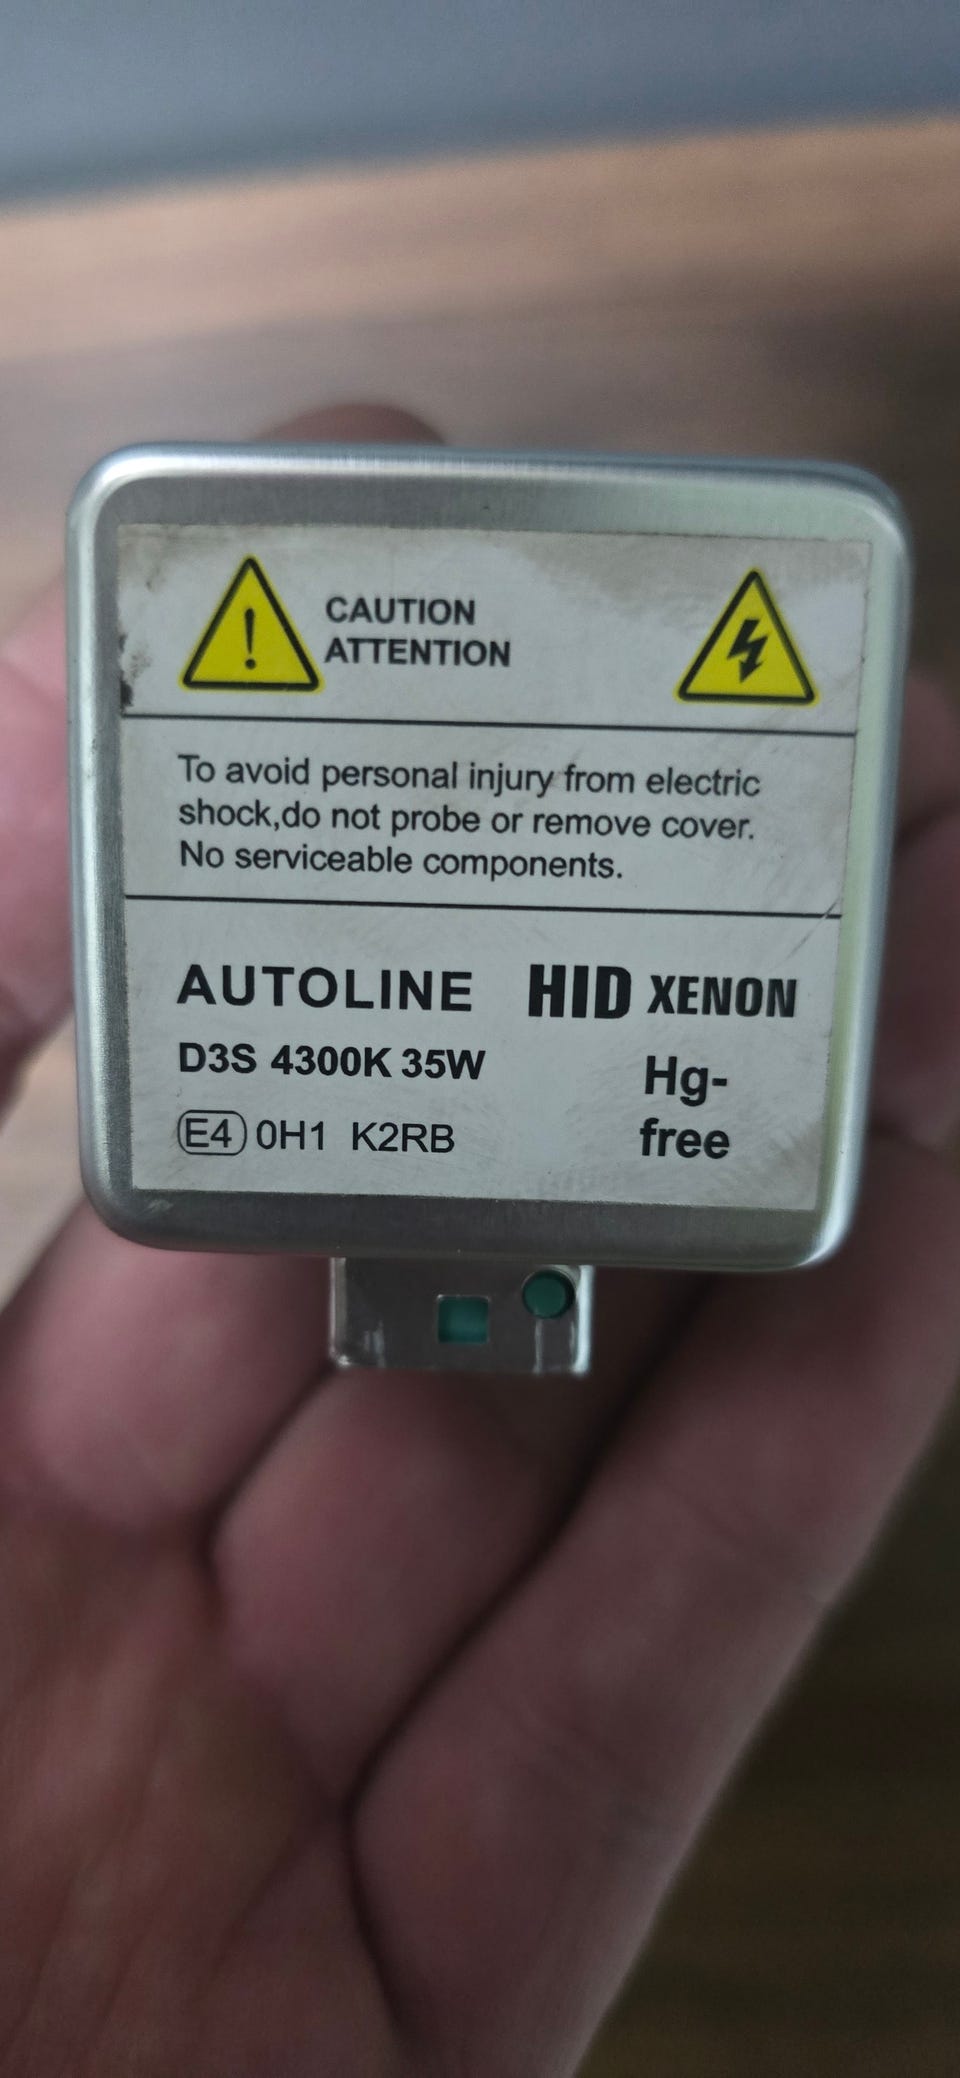 CAUTION
ATTENTION
To avoid personal injury from electric
shock,do not probe or remove cover.
No serviceable components.
AUTOLINE HID XENON
D3S 4300K 35W Hg-
E4 0H1 K2RB free